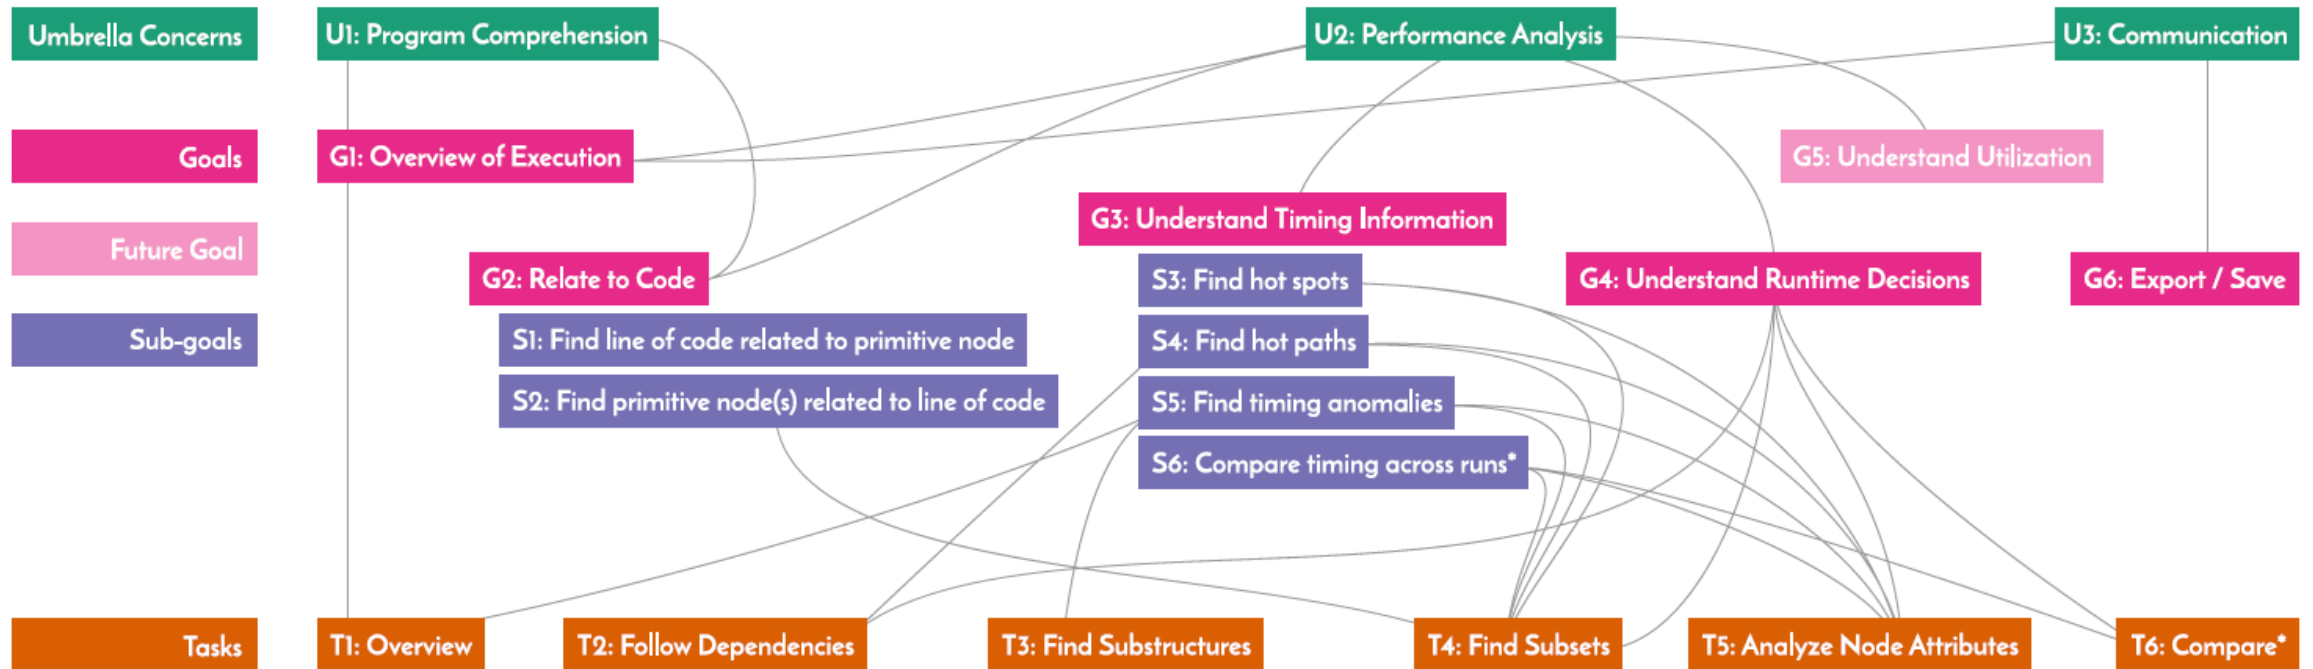 Umbrella Concerns
U1: Program Comprehension
U2: Performance Analysis
U3: Communication
Goals
G1: Overview of Execution
G5: Understand Utilization
G3: Understand Timing Information
Future Goal
G2: Relate to Code
S3: Find hot spots
G4: Understand Runtime Decisions
G6: Export / Save
Sub-goals
S1: Find line of code related to primitive node
S4: Find hot paths
S2: Find primitive node(s) related to line of code
S5: Find timing anomalies
S6: Compare timing across runs*
Tasks
T1: Overview
T2: Follow Dependencies
T3: Find Substructures
T4: Find Subsets
T5: Analyze Node Attributes
T6: Compare*